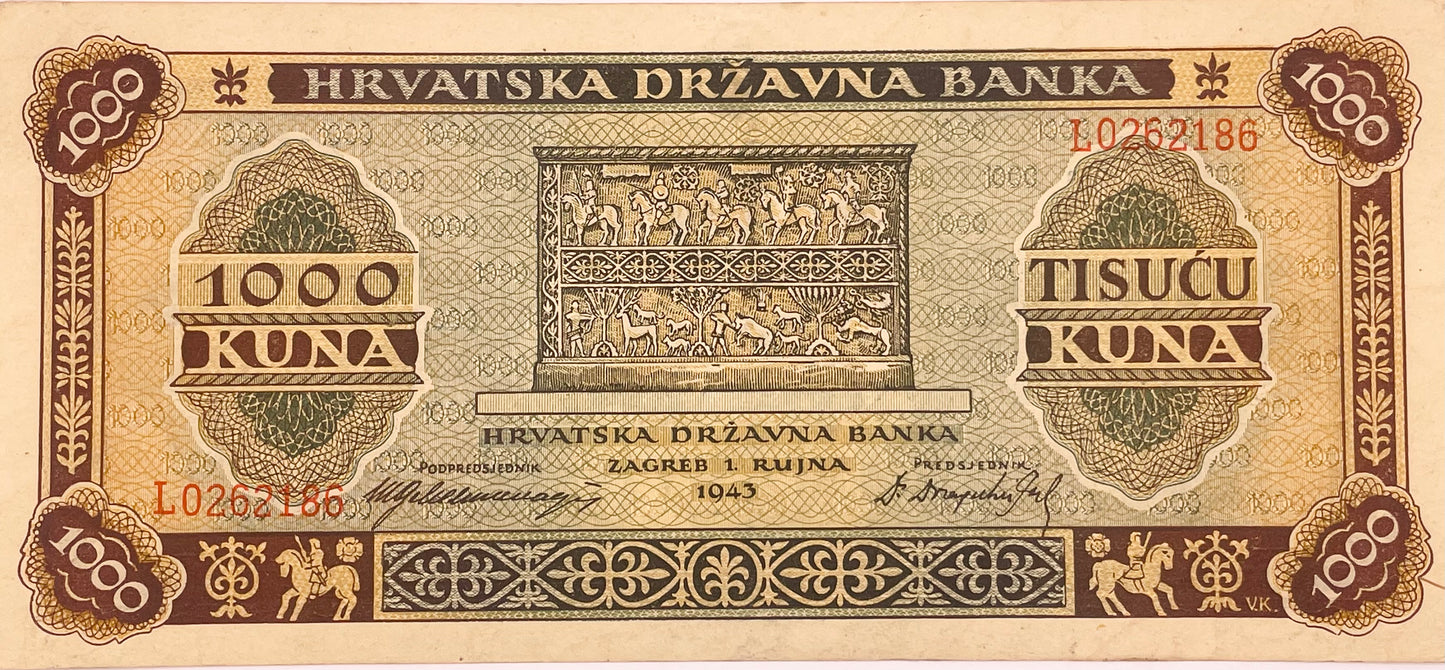 1000
HRVATSKA DRŽAVNA BANKA
1000
L0262186
1000
KUNA
TISUĆU
KUNA
HRVATSKA DRŽAVNA BANKA
ZAGREB 1. RUJNA
1943
PODPREDSJEDNIK
PREDSJEDNIK
L0262186
1000
V.K.
1000